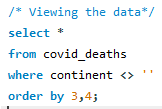 /* Viewing the data*/
select *
from covid_deaths
where continent <> ''
order by 3,4;